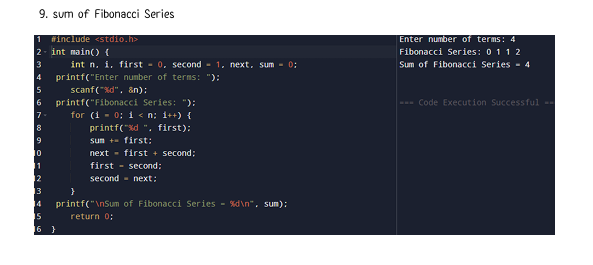 9. sum of Fibonacci Series
1 #include <stdio.h>
2 int main() {
3 int n, i, first = 0, second = 1, next, sum = 0;
4 printf("Enter number of terms: ");
5 scanf("%d", &n);
6 printf("Fibonacci Series: ");
7 for (i = 0; i < n; i++) {
8 printf("%d ", first);
9 sum += first;
10 next = first + second;
11 first = second;
12 second = next;
13 }
14 printf("\nSum of Fibonacci Series = %d\n", sum);
15 return 0;
16 }
Enter number of terms: 4
Fibonacci Series: 0 1 1 2
Sum of Fibonacci Series = 4
=== Code Execution Successful ==